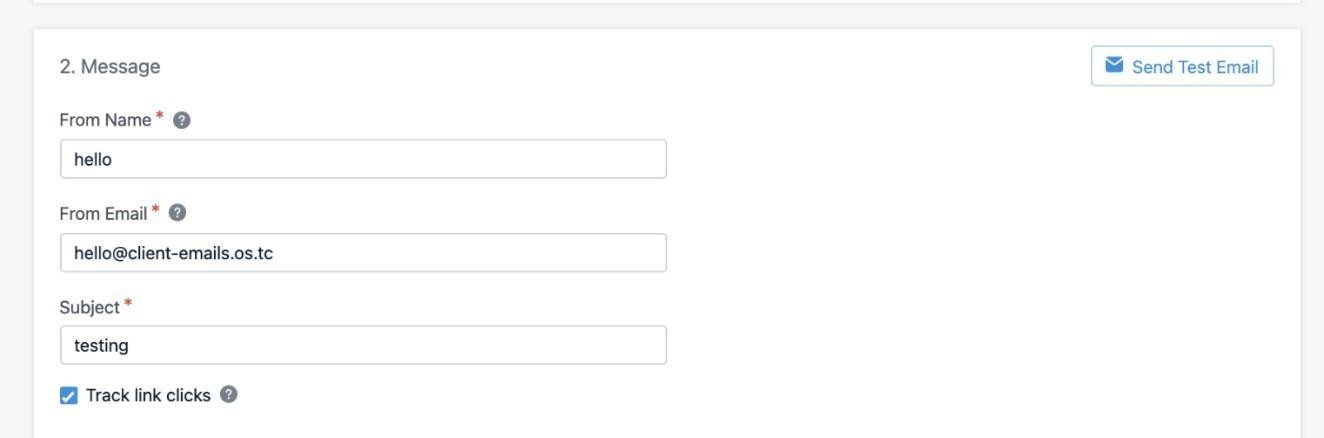 2. Message
Send Test Email
From Name *
hello
From Email *
hello@client-emails.os.tc
Subject *
testing
Track link clicks